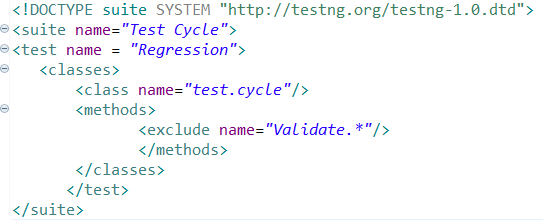 <!DOCTYPE suite SYSTEM "http://testng.org/testng-1.0.dtd">
<suite name="Test Cycle">
<test name = "Regression">
<classes>
<class name="test.cycle"/>
<methods>
<exclude name="Validate.*"/>
</methods>
</classes>
</test>
</suite>